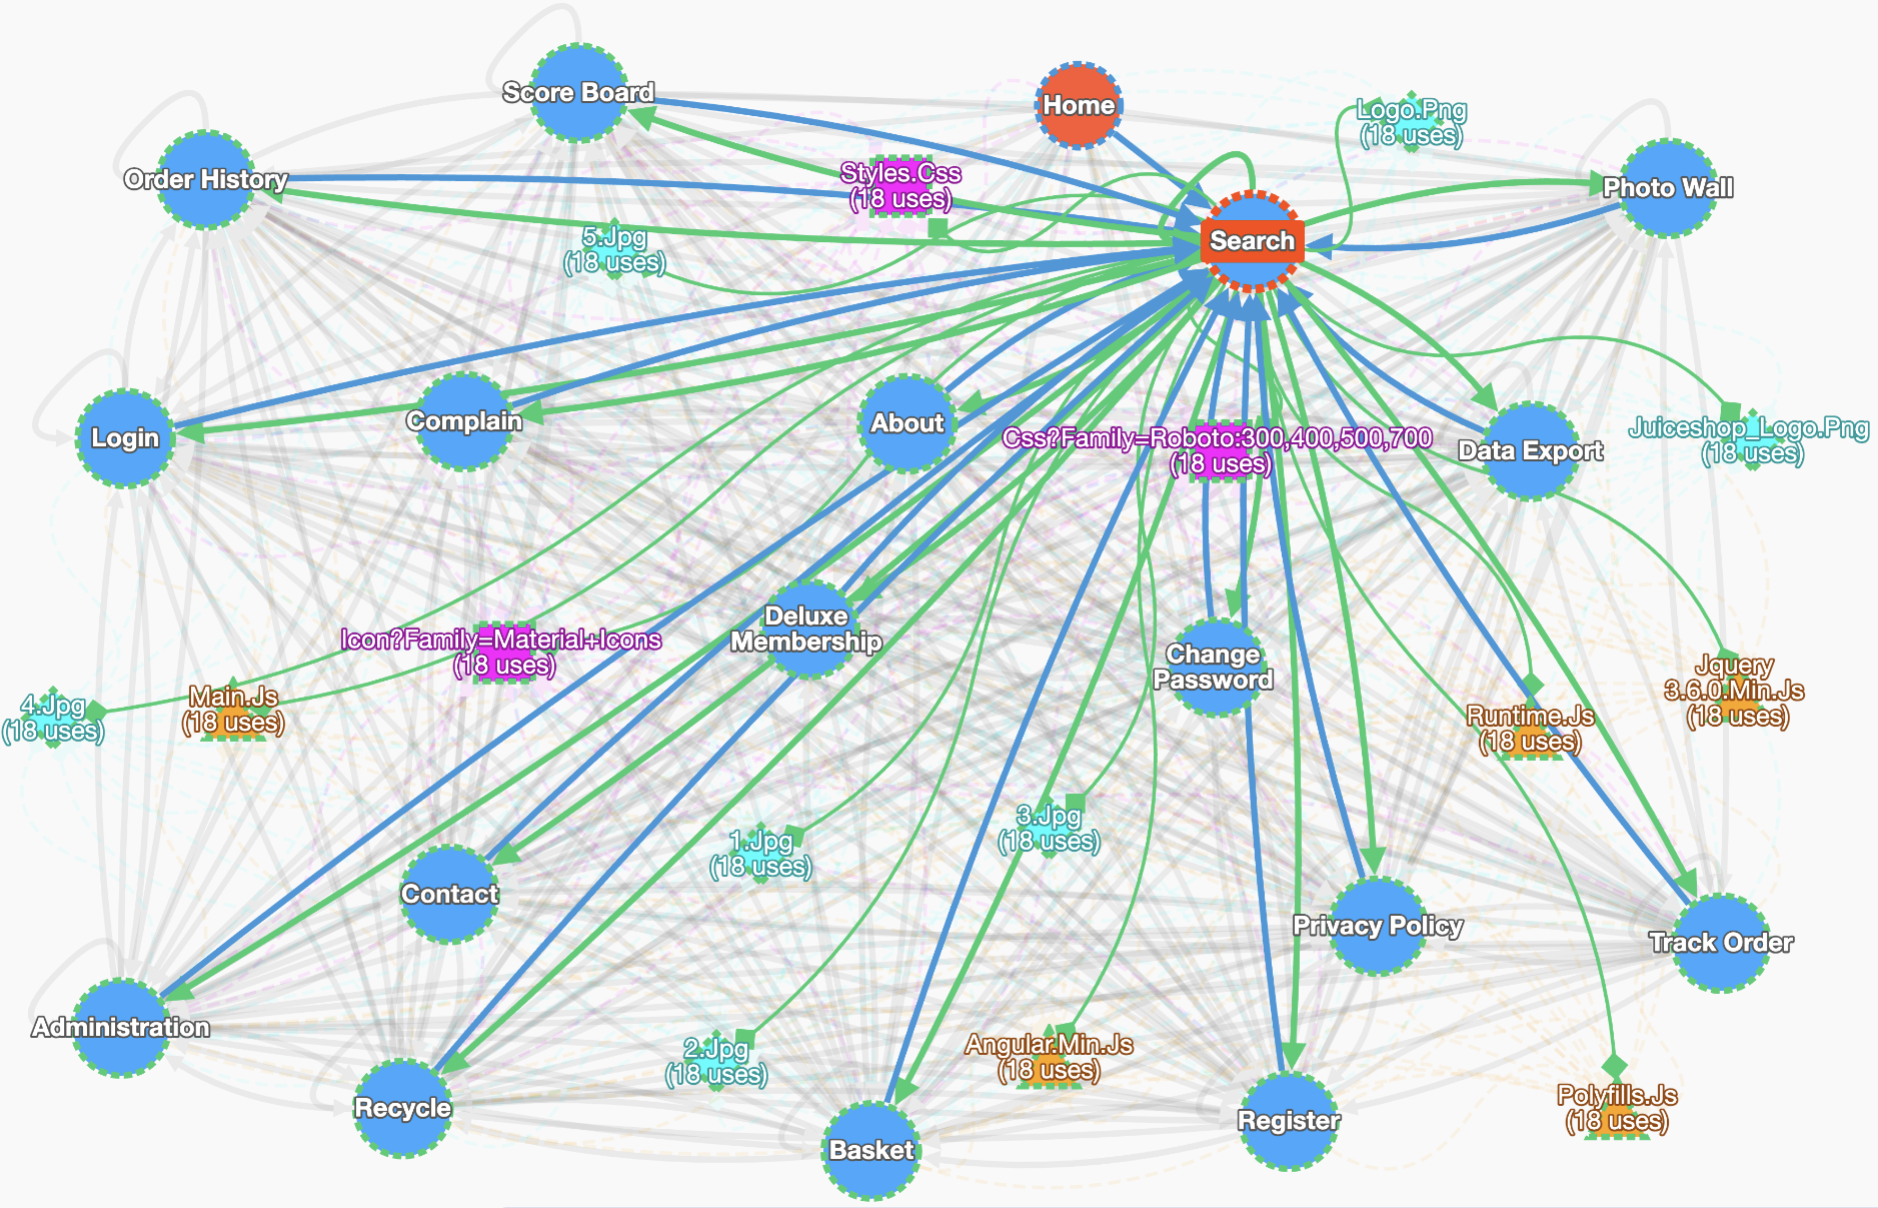 Score Board
Home
Logo.Png
(18 uses)
Order History
Styles.Css
(18 uses)
Photo Wall
5.Jpg
(18 uses)
Search
Login
Complain
About
Css?Family=Roboto:300,400,500,700
(18 uses)
Data Export
Juiceshop_Logo.Png
(18 uses)
Icon?Family=Material+Icons
(18 uses)
Deluxe
Membership
Change
Password
4.Jpg
(18 uses)
Main.Js
(18 uses)
Runtime.Js
(18 uses)
Jquery
3.6.0.Min.Js
(18 uses)
1.Jpg
(18 uses)
3.Jpg
(18 uses)
Contact
Privacy Policy
Track Order
Administration
2.Jpg
(18 uses)
Angular.Min.Js
(18 uses)
Recycle
Basket
Register
Polyfills.Js
(18 uses)